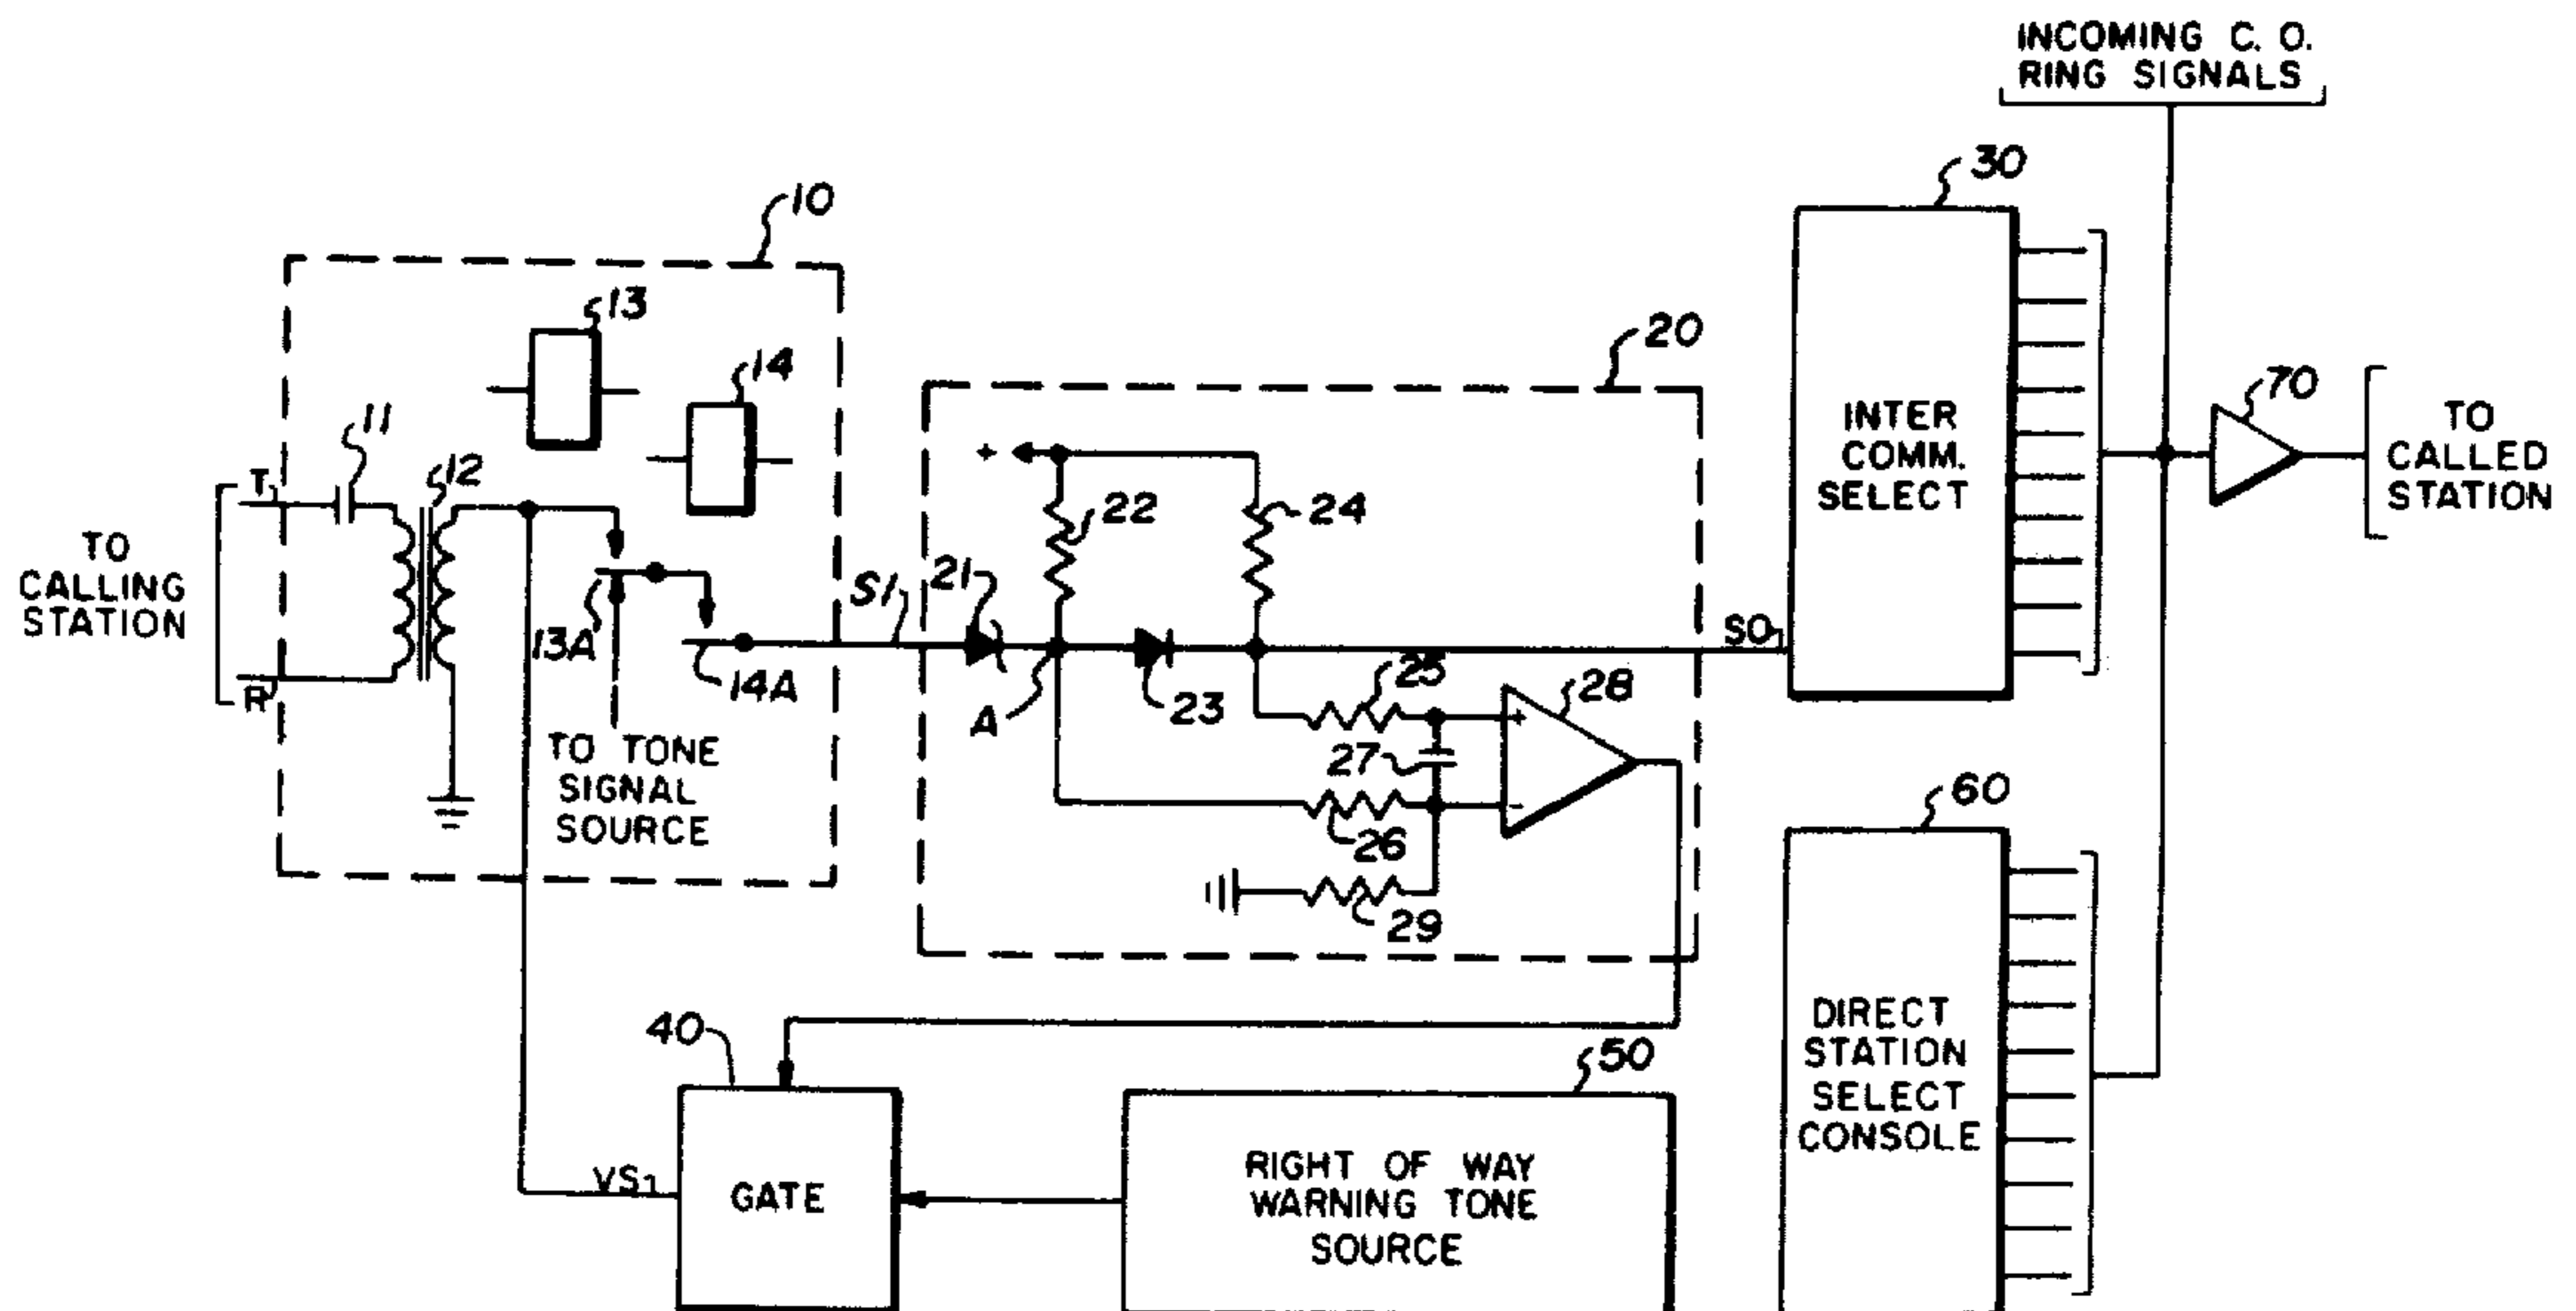 INCOMING C. O.
RING SIGNALS
30
10
13
20
14
INTER
COMM.
SELECT
70
TO
CALLED
STATION
11
12
T
+
22
24
TO
CALLING
STATION
S1
21
13A
SO
R
14A
A
23
25
28
+
27
TO TONE
SIGNAL
SOURCE
-
26
60
29
40
50
DIRECT
STATION
SELECT
CONSOLE
VS
GATE
RIGHT OF WAY
WARNING TONE
SOURCE